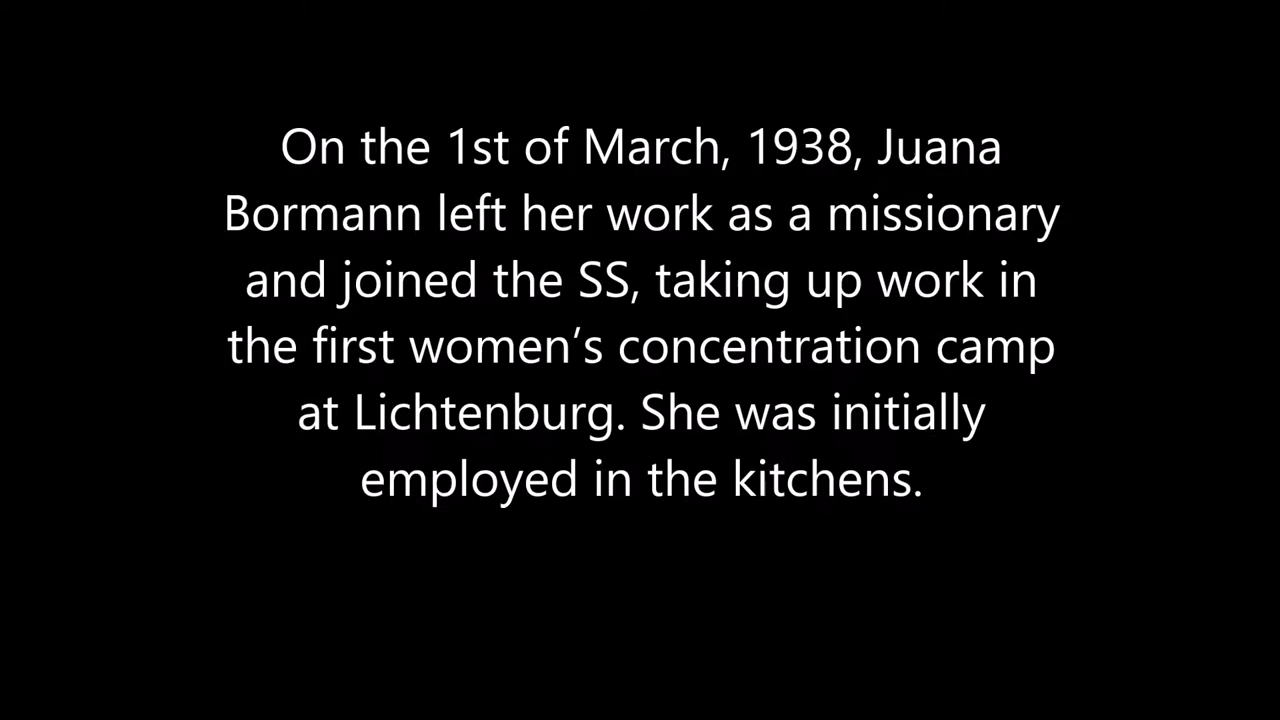 On the 1st of March, 1938, Juana
Bormann left her work as a missionary
and joined the SS, taking up work in
the first women’s concentration camp
at Lichtenburg. She was initially
employed in the kitchens.